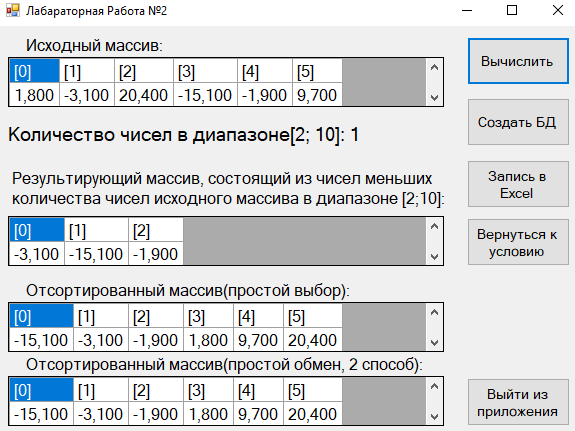 Лабараторная Работа №2
Исходный массив:
[0] [1] [2] [3] [4] [5]
1,800 -3,100 20,400 -15,100 -1,900 9,700
Вычислить
Создать БД
Количество чисел в диапазоне[2; 10]: 1
Запись в
Excel
Результирующий массив, состоящий из чисел меньших
количества чисел исходного массива в диапазоне [2;10]:
[0] [1] [2]
-3,100 -15,100 -1,900
Вернуться к
условию
Отсортированный массив(простой выбор):
[0] [1] [2] [3] [4] [5]
-15,100 -3,100 -1,900 1,800 9,700 20,400
Отсортированный массив(простой обмен, 2 способ):
[0] [1] [2] [3] [4] [5]
-15,100 -3,100 -1,900 1,800 9,700 20,400
Выйти из
приложения